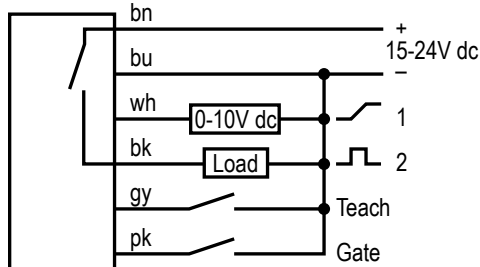 bn
+
15-24V dc
bu
–
wh
0-10V dc
1
bk
Load
2
gy
Teach
pk
Gate